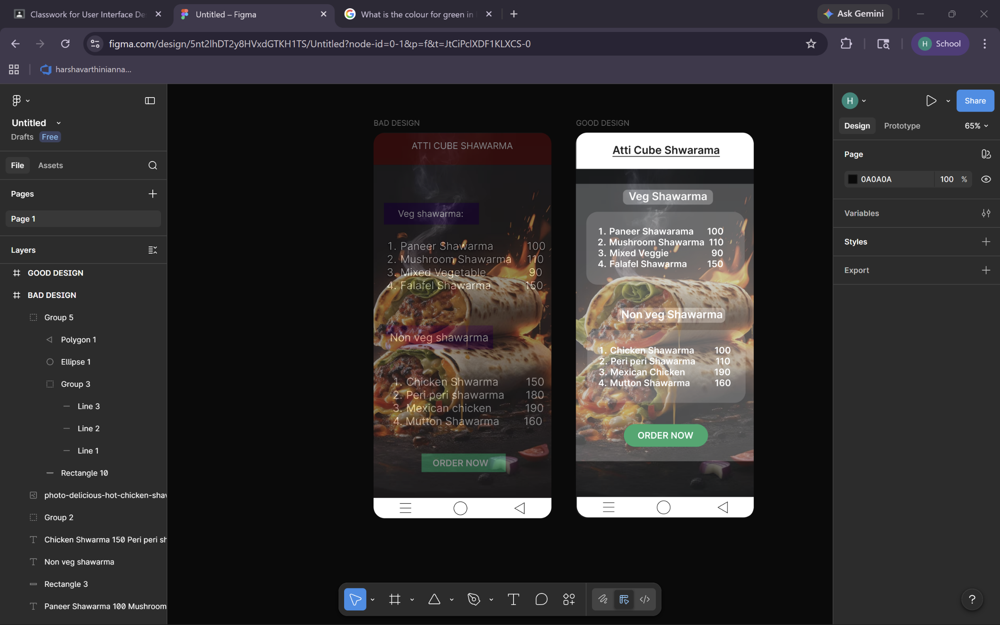 Classwork for User Interface De
Untitled – Figma
What is the colour for green in
Ask Gemini
figma.com/design/5nt2lhDT2y8HVxdGTKH1TS/Untitled?node-id=0-1&p=f&t=JtCiPclXDF1KLXCS-0
H School
harshavarthinianna...
Untitled
Drafts Free
File Assets
Pages
Page 1
Layers
GOOD DESIGN
BAD DESIGN
Group 5
Polygon 1
Ellipse 1
Group 3
Line 3
Line 2
Line 1
Rectangle 10
photo-delicious-hot-chicken-shaw
Group 2
Chicken Shwarma 150 Peri peri sh
Non veg shawarma
Rectangle 3
Paneer Shawarma 100 Mushroom
BAD DESIGN
ATTI CUBE SHAWARMA
Veg shawarma:
1. Paneer Shawarma 100
2. Mushroom Shawarma 110
3. Mixed Vegetable 90
4. Falafel Shawarma 150
Non veg shawarma
1. Chicken Shwarma 150
2. Peri peri shawarma 180
3. Mexican chicken 190
4. Mutton Shawarma 160
ORDER NOW
GOOD DESIGN
Atti Cube Shwarama
Veg Shawarma
1. Paneer Shawarama 100
2. Mushroom Shawarma 110
3. Mixed Veggie 90
4. Falafel Shawarma 150
Non veg Shawarma
1. Chicken Shawarma 100
2. Peri peri Shawarma 110
3. Mexican Chicken 190
4. Mutton Shawarma 160
ORDER NOW
H
Share
Design Prototype 65%
Page
0A0A0A 100 %
Variables
Styles
Export
?